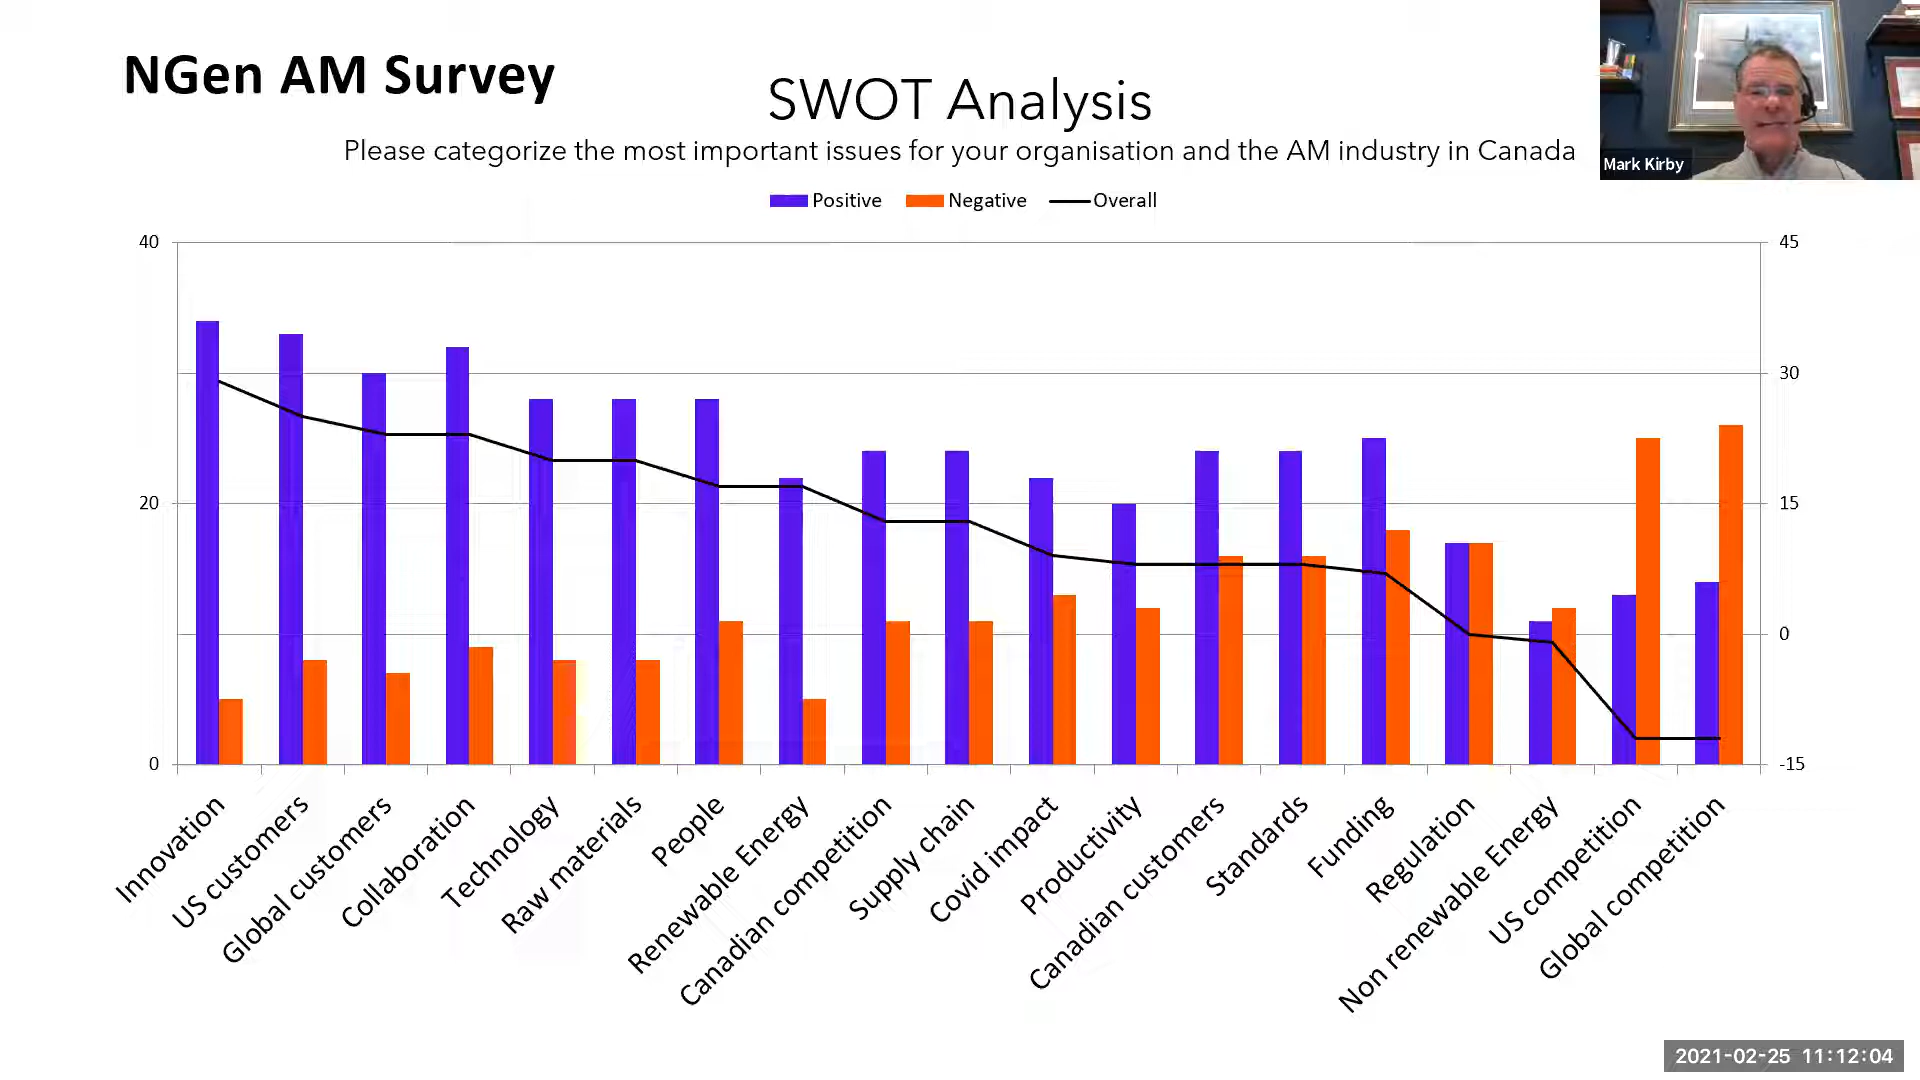 NGen AM Survey
SWOT Analysis
Please categorize the most important issues for your organisation and the AM industry in Canada
Mark Kirby
Positive Negative Overall
40 45
30
20 15
0
0 -15
Innovation
US customers
Global customers
Collaboration
Technology
Raw materials
People
Renewable Energy
Canadian competition
Supply chain
Covid impact
Productivity
Canadian customers
Standards
Funding
Regulation
Non renewable Energy
US competition
Global competition
2021-02-25 11:12:04